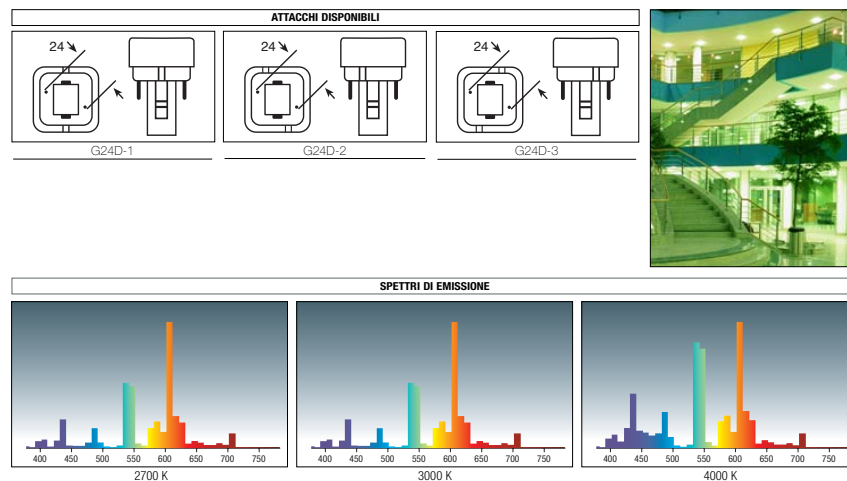 ATTACCHI DISPONIBILI
24
24
24
G24D-1
G24D-2
G24D-3
SPETTRI DI EMISSIONE
400 450 500 550 600 650 700 750
400 450 500 550 600 650 700 750
400 450 500 550 600 650 700 750
2700 K
3000 K
4000 K